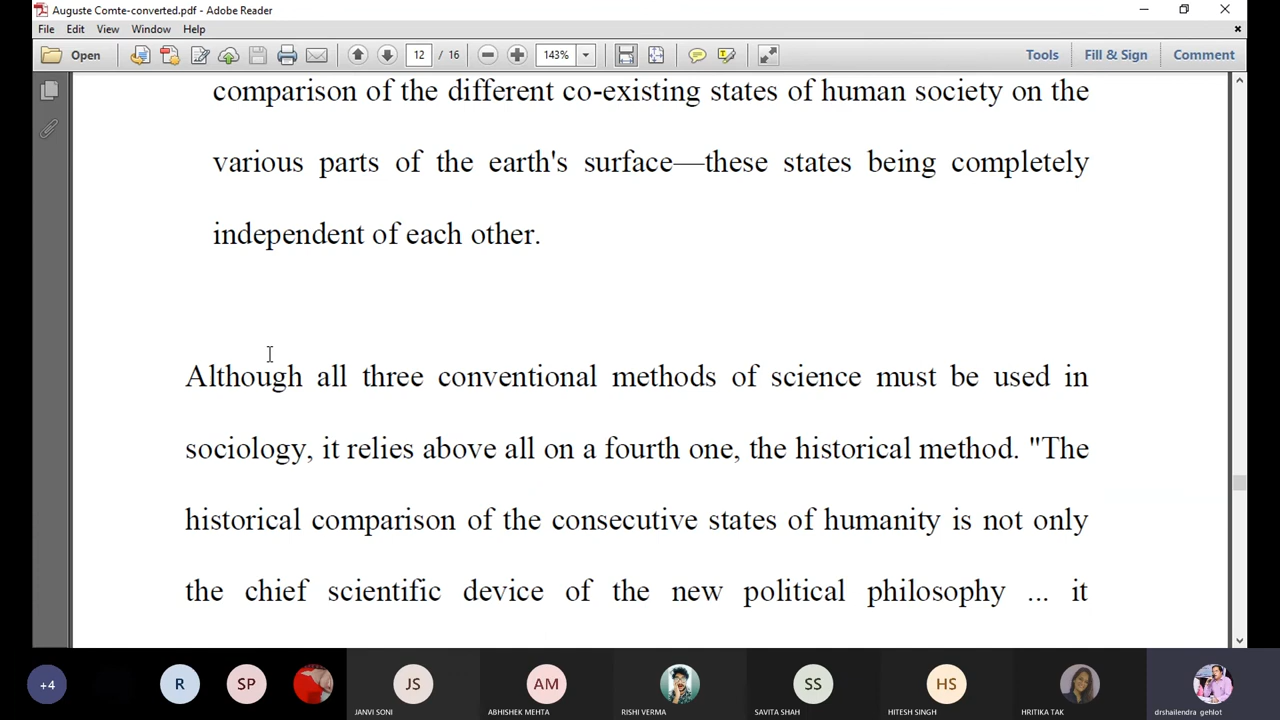 Auguste Comte-converted.pdf - Adobe Reader
File Edit View Window Help
Open 12 / 16 143% Tools Fill & Sign Comment
comparison of the different co-existing states of human society on the
various parts of the earth's surface—these states being completely
independent of each other.
Although all three conventional methods of science must be used in
sociology, it relies above all on a fourth one, the historical method. "The
historical comparison of the consecutive states of humanity is not only
the chief scientific device of the new political philosophy ... it
+4 R SP JS AM SS HS
JANVI SONI ABHISHEK MEHTA RISHI VERMA SAVITA SHAH HITESH SINGH HRITIKA TAK drshailendra gehlot